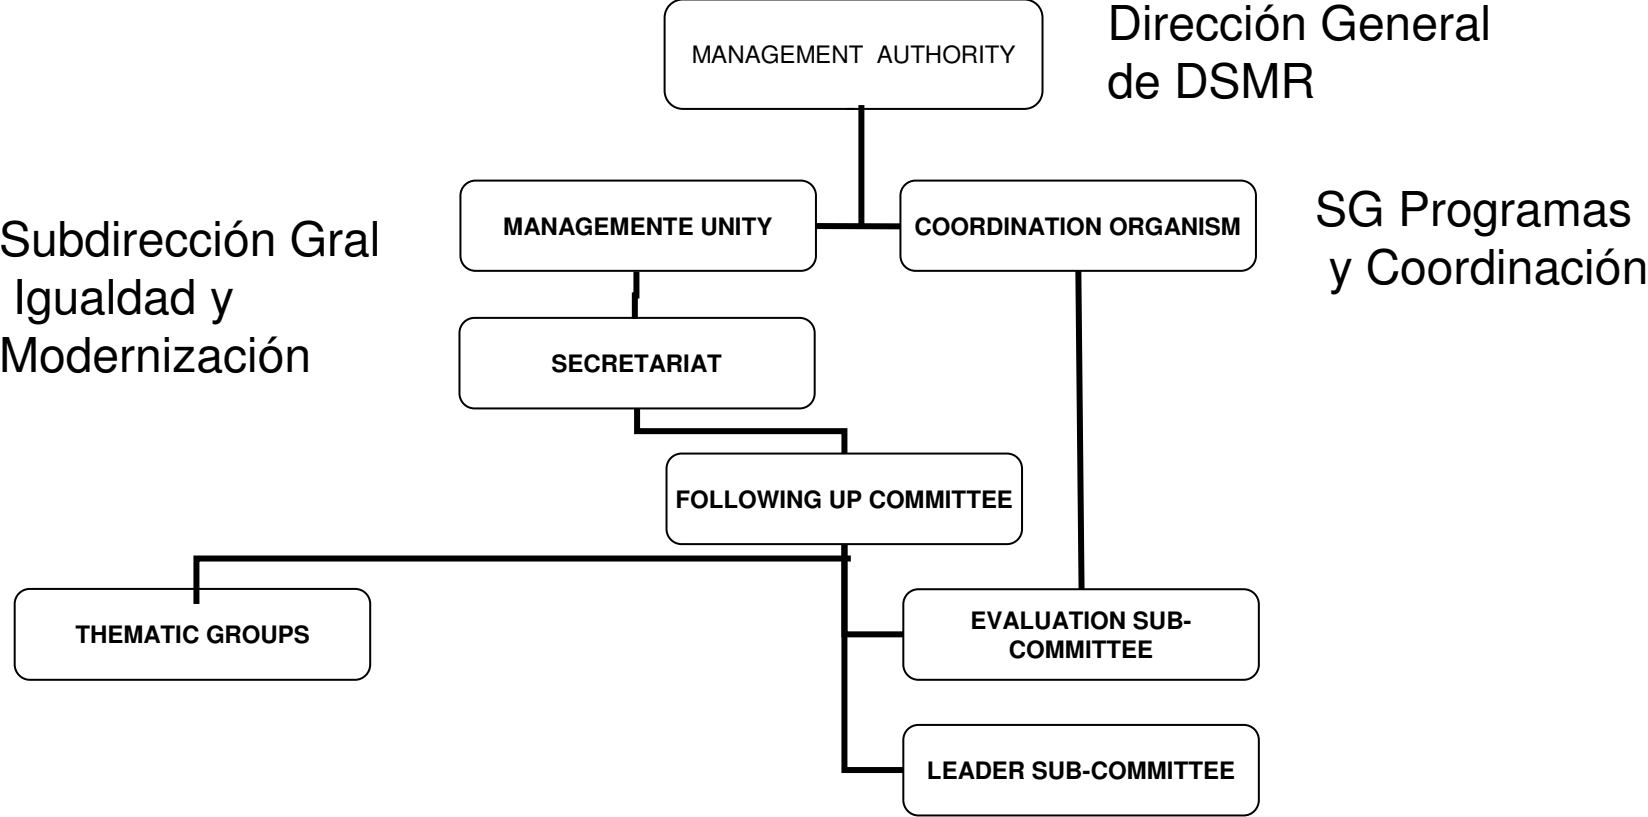 Dirección General
de DSMR
MANAGEMENT AUTHORITY
MANAGEMENTE UNITY
COORDINATION ORGANISM
SG Programas
y Coordinación
Subdirección Gral
Igualdad y
Modernización
SECRETARIAT
FOLLOWING UP COMMITTEE
THEMATIC GROUPS
EVALUATION SUB-
COMMITTEE
LEADER SUB-COMMITTEE